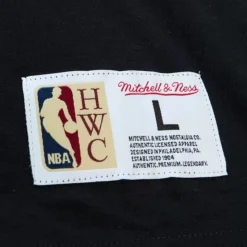 HWC
NBA
Mitchell & Ness
L
MITCHELL & NESS NOSTALGIA CO.
AUTHENTIC LICENSED APPAREL
DESIGNED IN PHILADELPHIA, PA.
ESTABLISHED 1904
AUTHENTIC, PREMIUM, LEGENDARY.